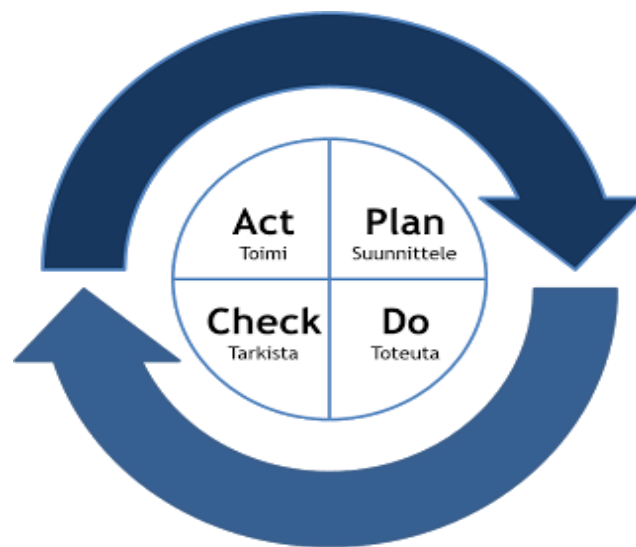 Act
Toimi
Plan
Suunnittele
Check
Tarkista
Do
Toteuta